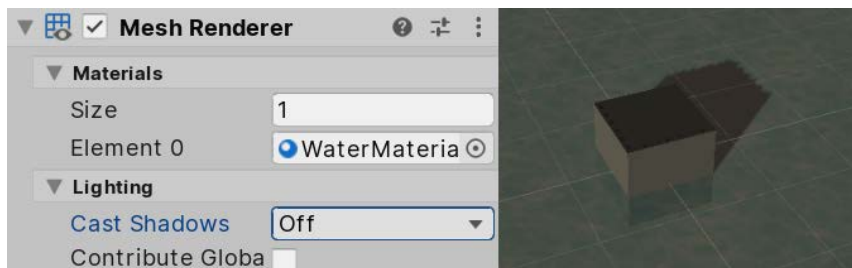 Mesh Renderer
Materials
Size 1
Element 0 WaterMateria
Lighting
Cast Shadows Off
Contribute Globa